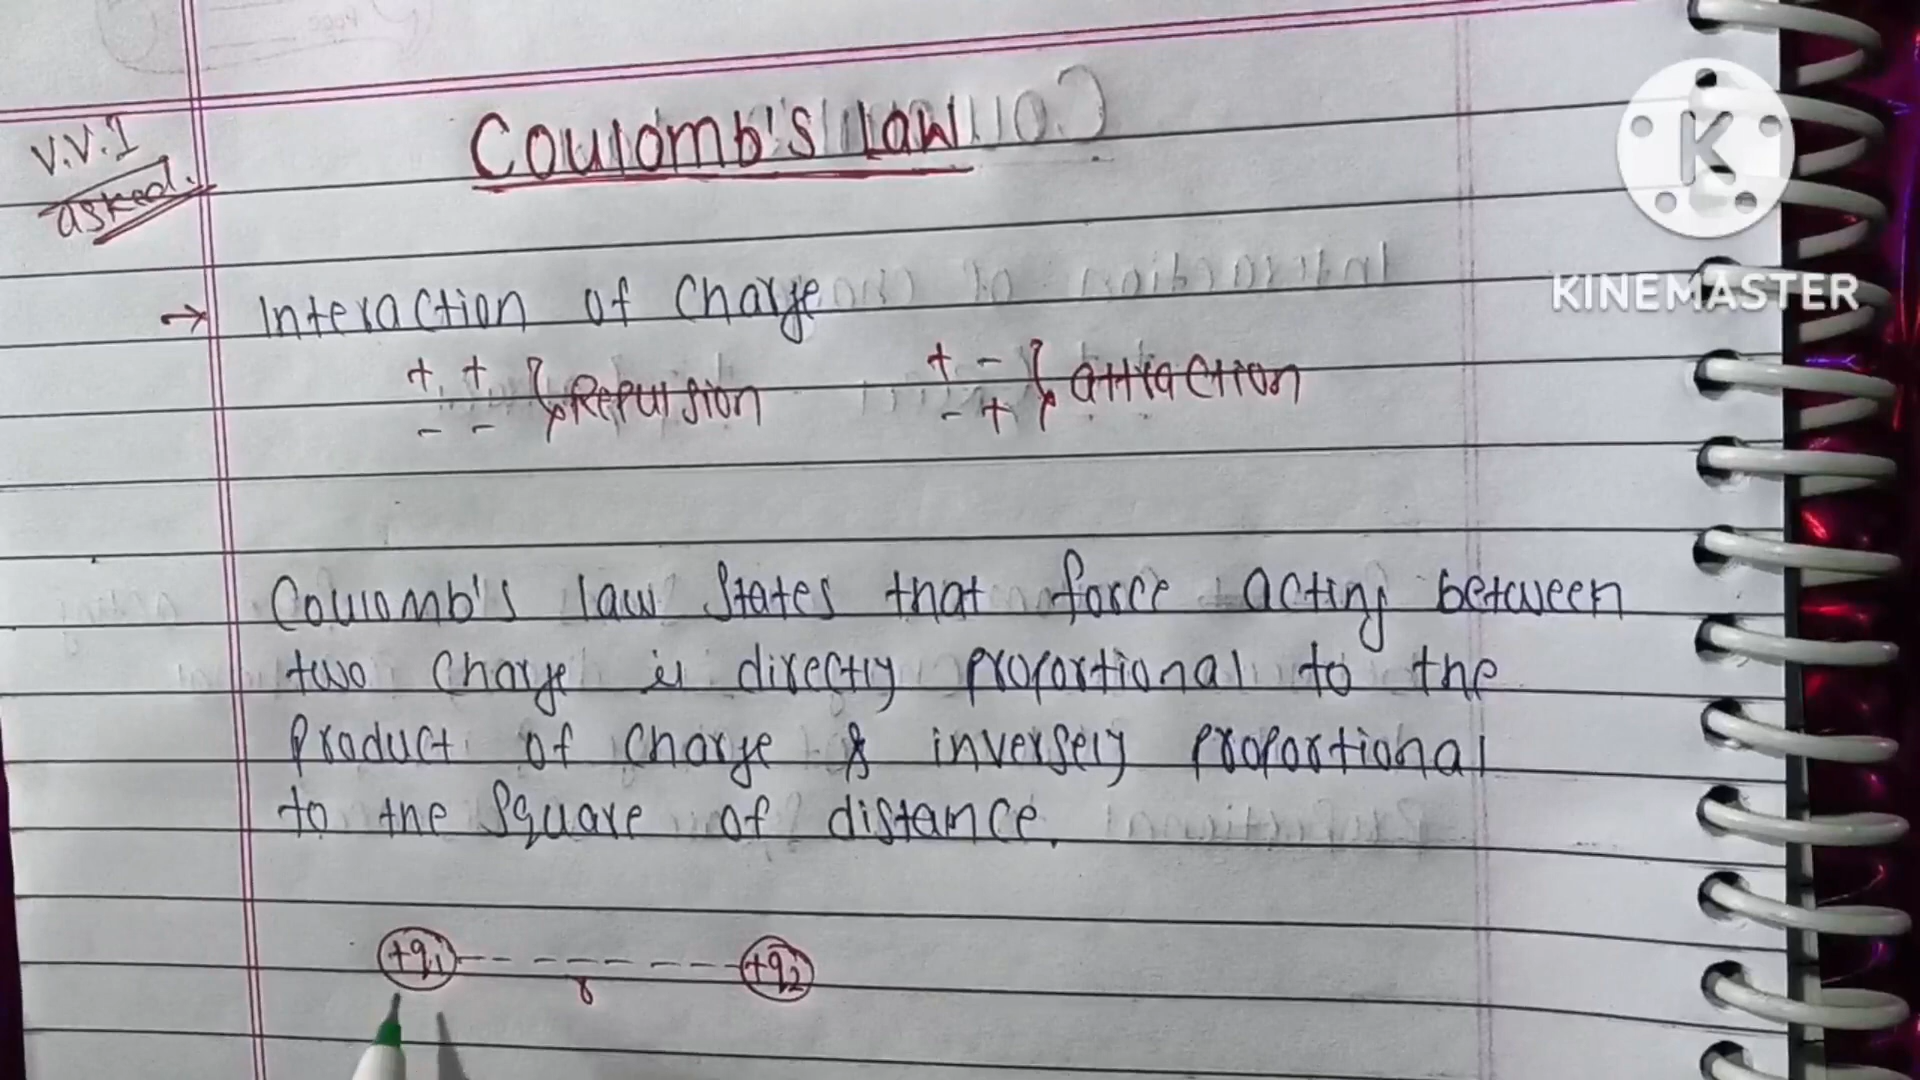 V.V.I
asked.
Coulomb's law
K
KINEMASTER
→ Interaction of Charge
+ + } Repulsion + - } attraction
- - - +
Coulomb's law states that force acting between
two charge is directly proportional to the
Product of charge & inversely proportional
to the square of distance.
+q1 - - - - - - +q2
r